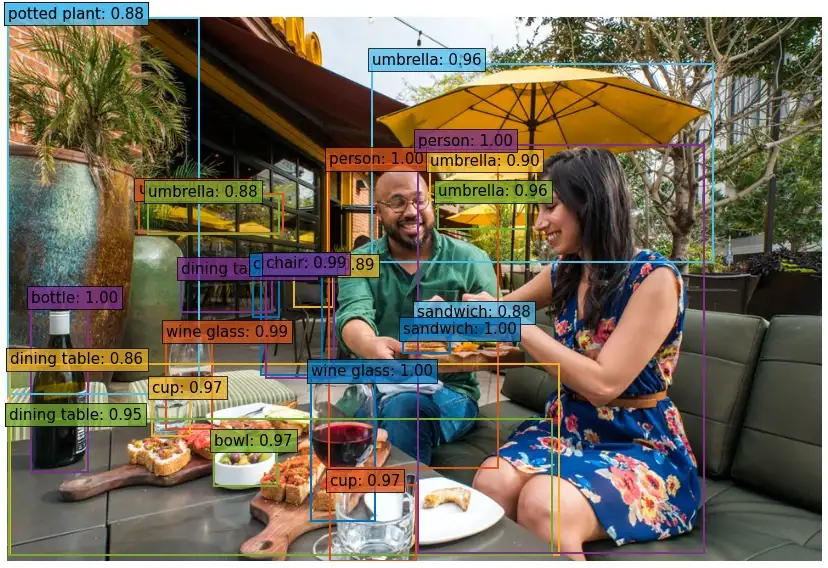 potted plant: 0.88
umbrella: 0.96
person: 1.00
person: 1.00
umbrella: 0.90
umbrella: 0.88
umbrella: 0.96
dining ta
chair: 0.99
.89
bottle: 1.00
sandwich: 0.88
wine glass: 0.99
sandwich: 1.00
dining table: 0.86
wine glass: 1.00
cup: 0.97
dining table: 0.95
bowl: 0.97
cup: 0.97